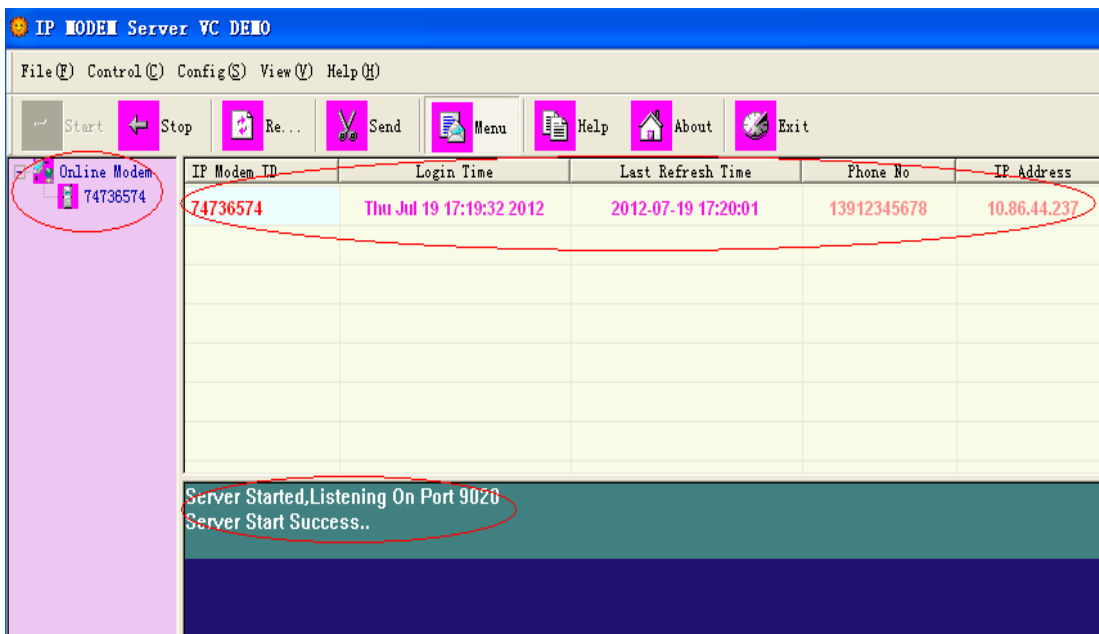 IP MODEM Server VC DEMO
File(F) Control(C) Config(S) View(V) Help(H)
Start Stop Re... Send Menu Help About Exit
Online Modem
74736574
IP Modem ID Login Time Last Refresh Time Phone No IP Address
74736574 Thu Jul 19 17:19:32 2012 2012-07-19 17:20:01 13912345678 10.86.44.237
Server Started,Listening On Port 9020
Server Start Success..